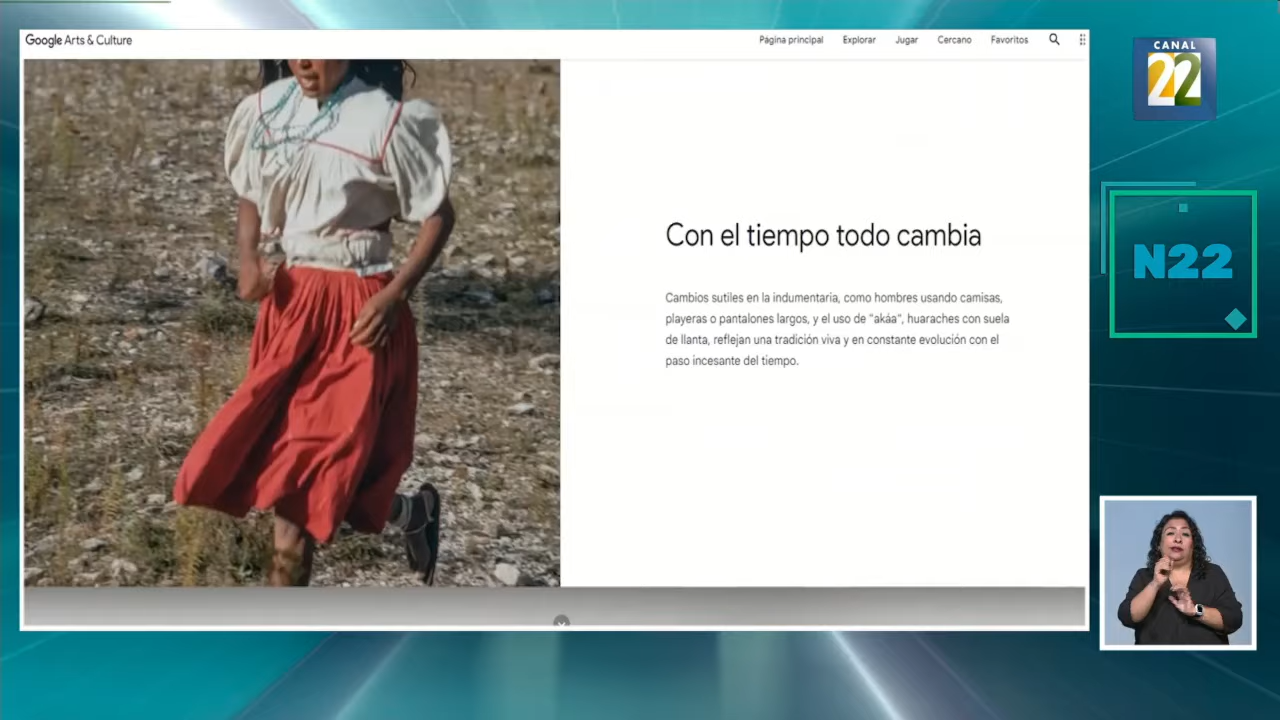 Google Arts & Culture
Página principal
Explorar
Jugar
Cercano
Favoritos
CANAL
22
N22
Con el tiempo todo cambia
Cambios sutiles en la indumentaria, como hombres usando camisas,
playeras o pantalones largos, y el uso de "akáa", huaraches con suela
de llanta, reflejan una tradición viva y en constante evolución con el
paso incesante del tiempo.